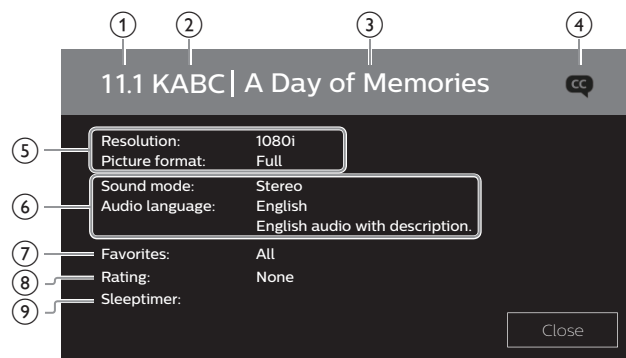 1 2 3 4
11.1 KABC| A Day of Memories CC
5 Resolution: 1080i
Picture format: Full
6 Sound mode: Stereo
Audio language: English
English audio with description.
7 Favorites: All
8 Rating: None
9 Sleeptimer:
Close